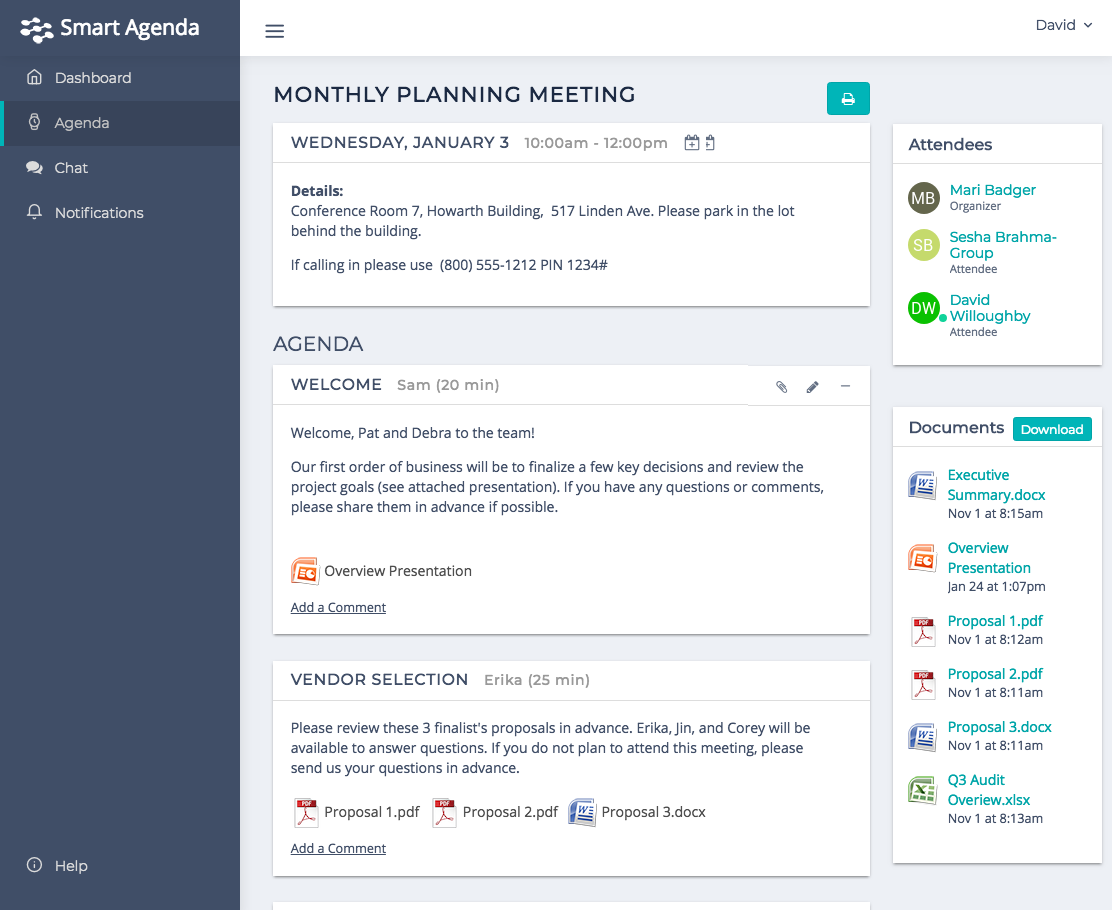 Smart Agenda
David
Dashboard
Agenda
Chat
Notifications
Help
MONTHLY PLANNING MEETING
WEDNESDAY, JANUARY 3 10:00am - 12:00pm
Details:
Conference Room 7, Howarth Building, 517 Linden Ave. Please park in the lot
behind the building.
If calling in please use (800) 555-1212 PIN 1234#
AGENDA
WELCOME Sam (20 min)
Welcome, Pat and Debra to the team!
Our first order of business will be to finalize a few key decisions and review the
project goals (see attached presentation). If you have any questions or comments,
please share them in advance if possible.
Overview Presentation
Add a Comment
VENDOR SELECTION Erika (25 min)
Please review these 3 finalist's proposals in advance. Erika, Jin, and Corey will be
available to answer questions. If you do not plan to attend this meeting, please
send us your questions in advance.
PDF Proposal 1.pdf PDF Proposal 2.pdf W Proposal 3.docx
Add a Comment
Attendees
MB Mari Badger
Organizer
SB Sesha Brahma-
Group
Attendee
DW David
Willoughby
Attendee
Documents Download
Executive
Summary.docx
Nov 1 at 8:15am
Overview
Presentation
Jan 24 at 1:07pm
PDF Proposal 1.pdf
Nov 1 at 8:12am
PDF Proposal 2.pdf
Nov 1 at 8:11am
Proposal 3.docx
Nov 1 at 8:11am
Q3 Audit
Overiew.xlsx
Nov 1 at 8:13am